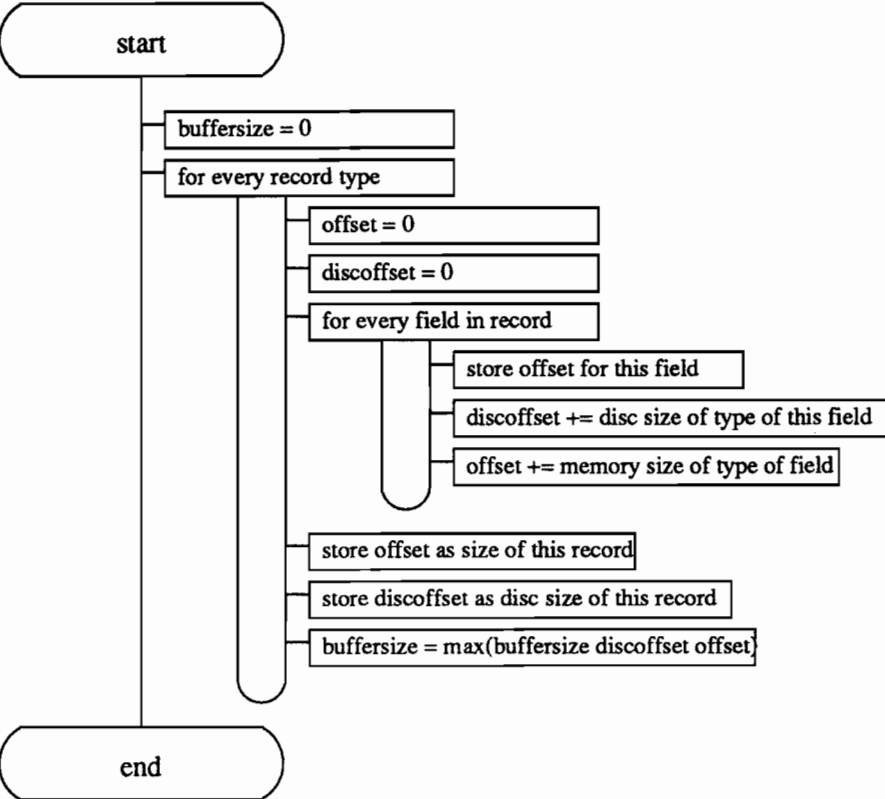 start
buffersize = 0
for every record type
offset = 0
discoffset = 0
for every field in record
store offset for this field
discoffset += disc size of type of this field
offset += memory size of type of field
store offset as size of this record
store discoffset as disc size of this record
buffersize = max(buffersize discoffset offset)
end